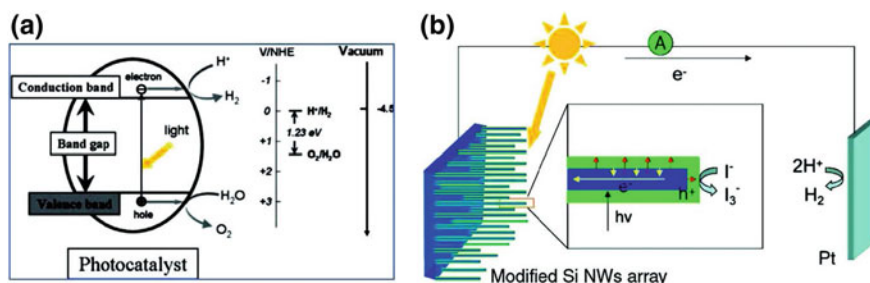 (a)
V/NHE
Vacuum
electron
H⁺
Conduction band
H₂
-1
0
H⁺/H₂
-4.5
Band gap
light
1.23 eV
+1
O₂/H₂O
+2
H₂O
Valence band
hole
+3
O₂
Photocatalyst
(b)
A
e⁻
e⁻
h⁺
I⁻
I₃⁻
hν
2H⁺
H₂
Pt
Modified Si NWs array